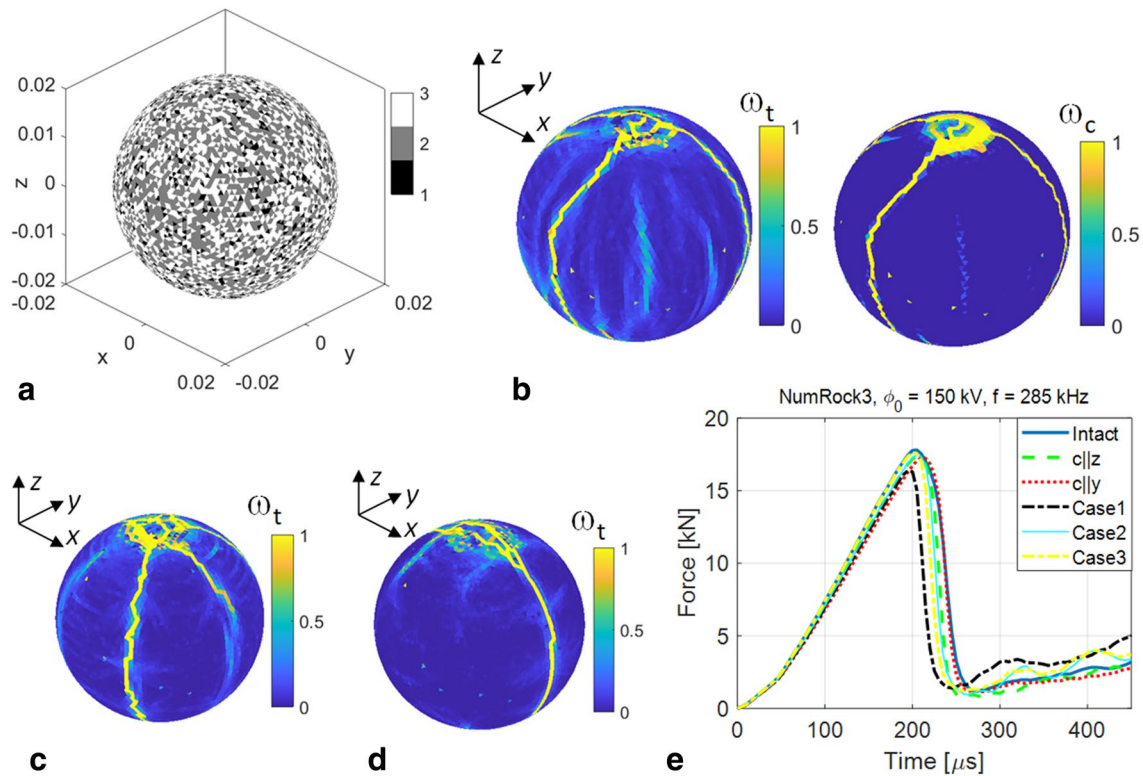 0.02
0.01
z 0
-0.01
-0.02
-0.02
0
x
0.02
-0.02
0
y
0.02
3
2
1
a
z
y
x
ωt
1
0.5
0
ωc
1
0.5
0
b
z
y
x
ωt
1
0.5
0
c
z
y
x
ωt
1
0.5
0
d
NumRock3, ϕ0 = 150 kV, f = 285 kHz
Force [kN]
20
15
10
5
0
0 100 200 300 400
Time [μs]
Intact
c||z
c||y
Case1
Case2
Case3
e